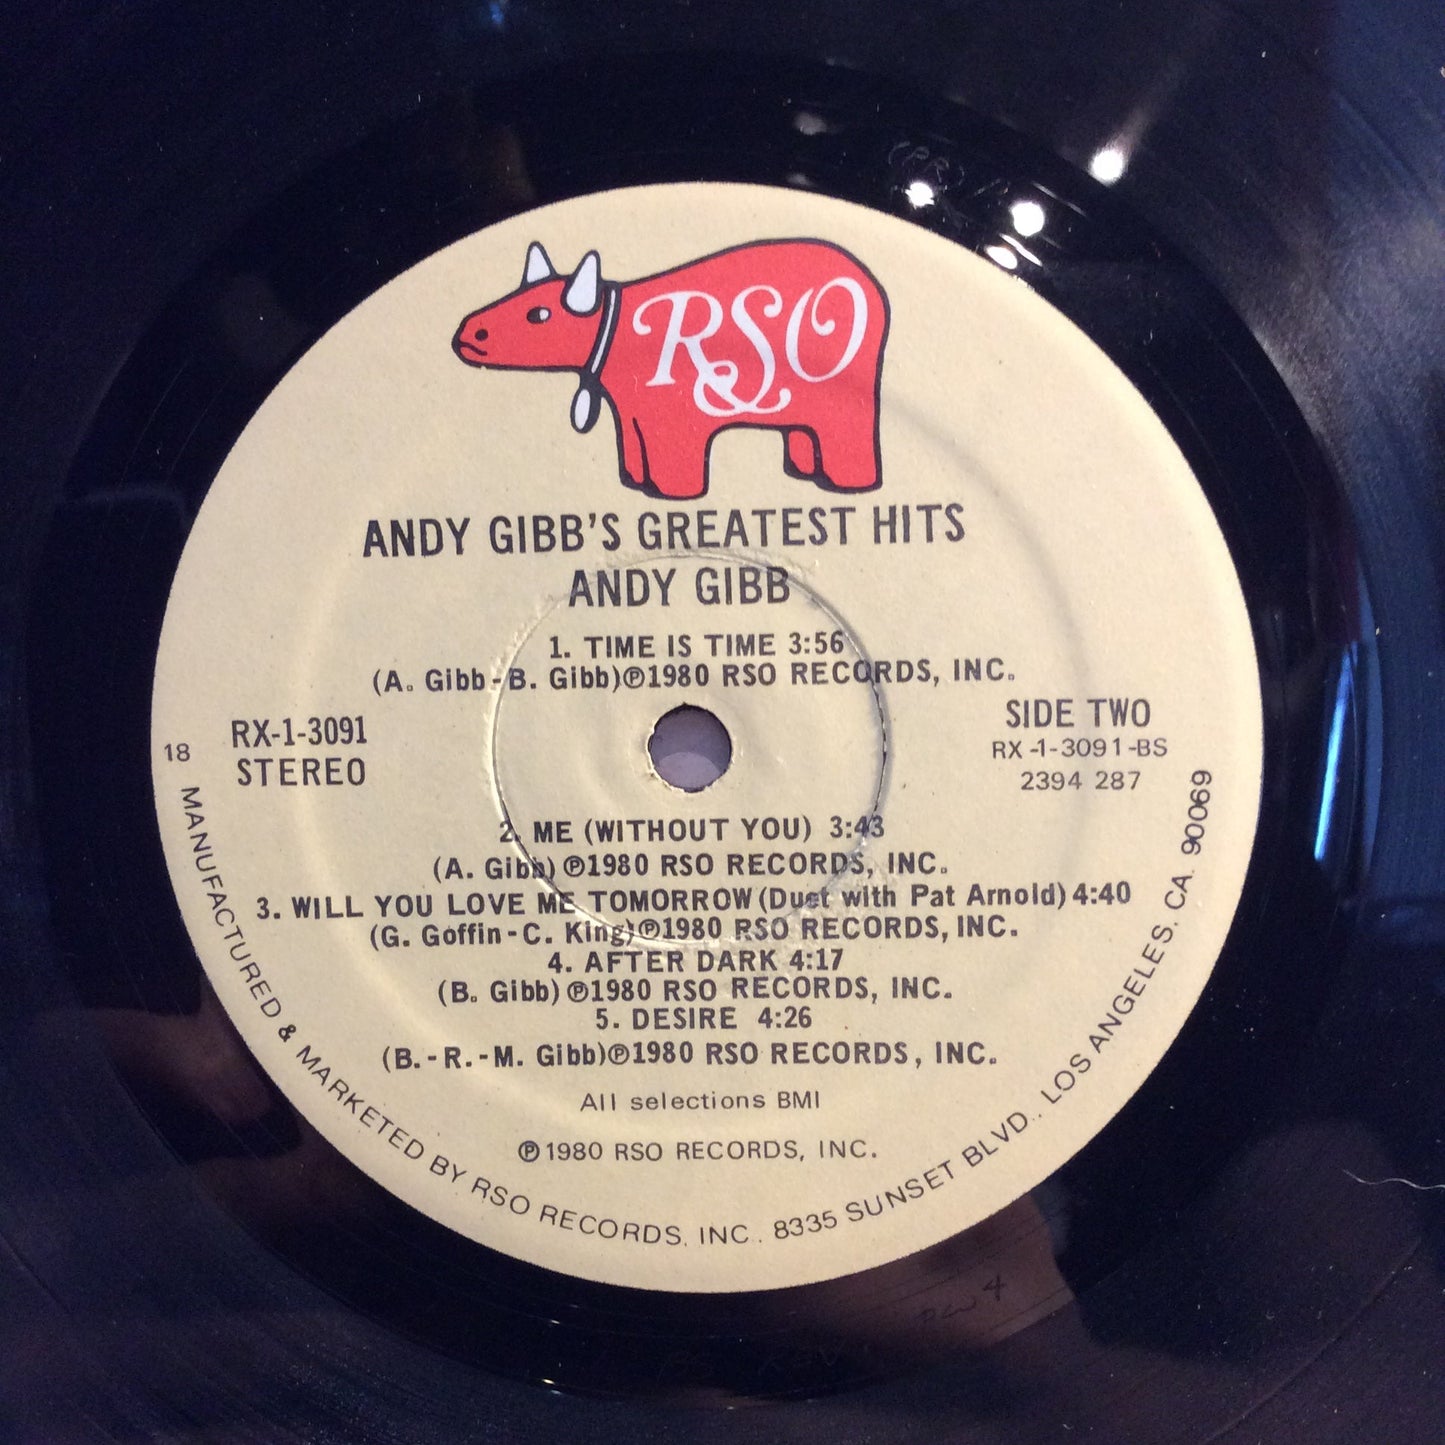 RSO
ANDY GIBB'S GREATEST HITS
ANDY GIBB
1. TIME IS TIME 3:56
(A. Gibb-B. Gibb)℗1980 RSO RECORDS, INC.
RX-1-3091
STEREO
SIDE TWO
RX-1-3091-BS
2394 287
18
2. ME (WITHOUT YOU) 3:43
(A. Gibb)℗1980 RSO RECORDS, INC.
3. WILL YOU LOVE ME TOMORROW (Duet with Pat Arnold) 4:40
(G. Goffin-C. King)℗1980 RSO RECORDS, INC.
4. AFTER DARK 4:17
(B. Gibb)℗1980 RSO RECORDS, INC.
5. DESIRE 4:26
(B.-R.-M. Gibb)℗1980 RSO RECORDS, INC.
All selections BMI
℗1980 RSO RECORDS, INC.
MANUFACTURED & MARKETED BY RSO RECORDS, INC. 8335 SUNSET BLVD., LOS ANGELES, CA. 90069